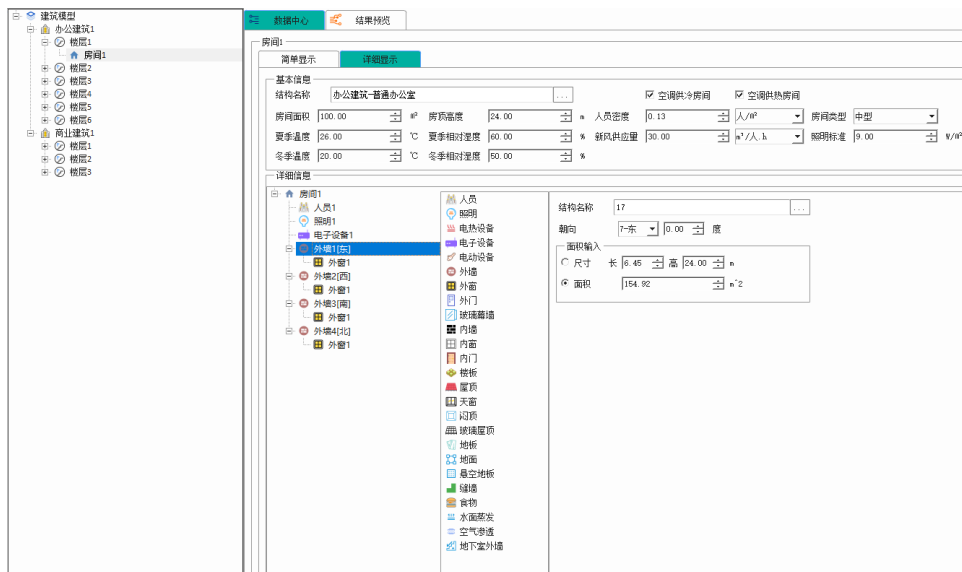 建筑模型
办公建筑1
楼层1
房间1
楼层2
楼层3
楼层4
楼层5
楼层6
商业建筑1
楼层1
楼层2
楼层3
数据中心 结果预览
房间1
简单显示 详细显示
基本信息
结构名称 办公建筑-普通办公室 ... 空调供冷房间 空调供热房间
房间面积 100.00 m² 房顶高度 24.00 m 人员密度 0.13 人/m² 房间类型 中型
夏季温度 26.00 ℃ 夏季相对湿度 60.00 % 新风供应量 30.00 m³/人.h 照明标准 9.00 W/m²
冬季温度 20.00 ℃ 冬季相对湿度 50.00 %
详细信息
房间1
人员1
照明1
电子设备1
外墙1[东]
外窗1
外墙2[西]
外窗1
外墙3[南]
外窗1
外墙4[北]
外窗1
人员
照明
电热设备
电子设备
电动设备
外墙
外窗
外门
玻璃幕墙
内墙
内窗
内门
楼板
屋顶
天窗
闷顶
玻璃屋顶
地板
地面
悬空地板
缝墙
食物
水面蒸发
空气渗透
地下室外墙
结构名称 17 ...
朝向 7-东 0.00 度
面积输入
尺寸 长 6.45 高 24.00 m
面积 154.92 m^2